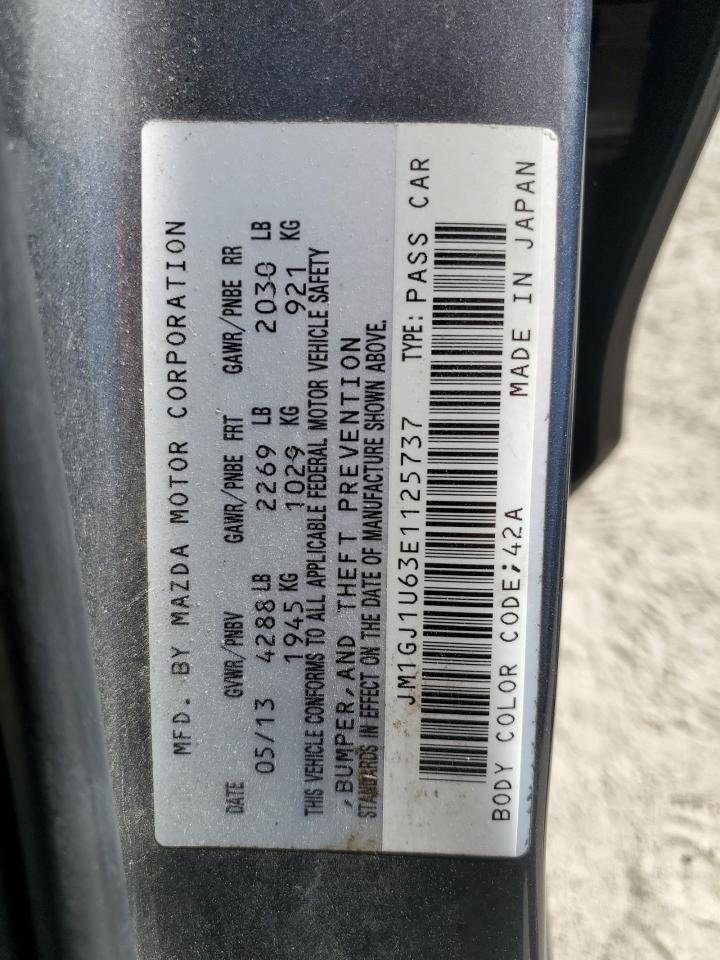 MFD. BY MAZDA MOTOR CORPORATION
DATE GVWR/PNBV GAWR/PNBE FRT GAWR/PNBE RR
05/13 4288 LB 2269 LB 2030 LB
1945 KG 1029 KG 921 KG
THIS VEHICLE CONFORMS TO ALL APPLICABLE FEDERAL MOTOR VEHICLE SAFETY
,BUMPER,AND THEFT PREVENTION
STANDARDS IN EFFECT ON THE DATE OF MANUFACTURE SHOWN ABOVE.
JM1GJ1U63E1125737 TYPE: PASS CAR
BODY COLOR CODE;42A MADE IN JAPAN